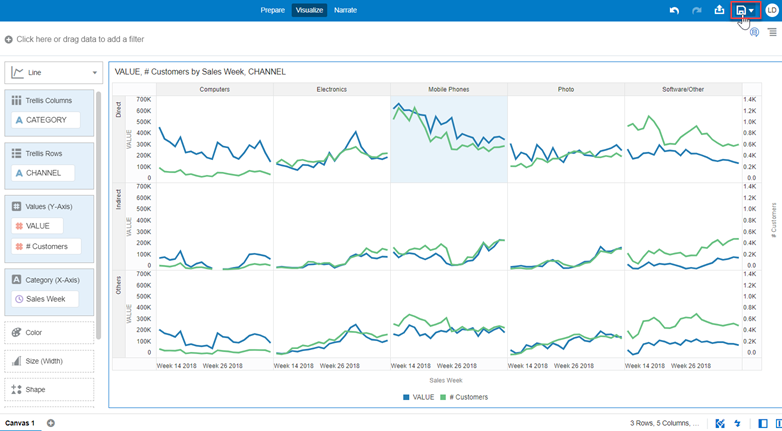 Prepare Visualize Narrate LD
Click here or drag data to add a filter
Line
Trellis Columns
A CATEGORY
Trellis Rows
A CHANNEL
Values (Y-Axis)
# VALUE
# # Customers
A Category (X-Axis)
Sales Week
Color
Size (Width)
Shape
VALUE, # Customers by Sales Week, CHANNEL
Computers Electronics Mobile Phones Photo Software/Other
Direct
VALUE
700K
600K
500K
400K
300K
200K
100K
0
1.4K
1.2K
1.0K
0.8K
0.6K
0.4K
0.2K
0.0
Indirect
VALUE
700K
600K
500K
400K
300K
200K
100K
0
1.4K
1.2K
1.0K
0.8K
0.6K
0.4K
0.2K
0.0
# Customers
Others
VALUE
700K
600K
500K
400K
300K
200K
100K
0
1.4K
1.2K
1.0K
0.8K
0.6K
0.4K
0.2K
0.0
Week 14 2018 Week 26 2018 Week 14 2018 Week 26 2018 Week 14 2018 Week 26 2018 Week 14 2018 Week 26 2018 Week 14 2018 Week 26 2018
Sales Week
VALUE # Customers
Canvas 1
3 Rows, 5 Columns, ...